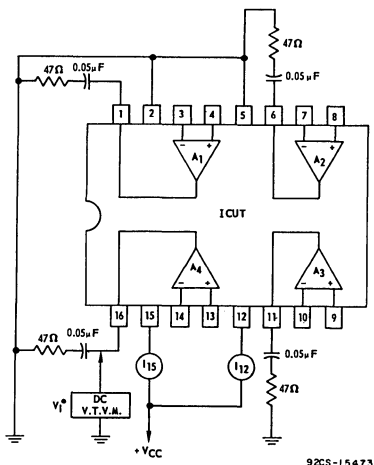 47Ω 0.05µF
47Ω
0.05µF
1 2 3 4 5 6 7 8
- + - +
A1 A2
ICUT
A4 A3
- + - +
16 15 14 13 12 11 10 9
47Ω 0.05µF
I15 I12
0.05µF
47Ω
V1* DC
V.T.V.M.
+VCC
92CS-15473